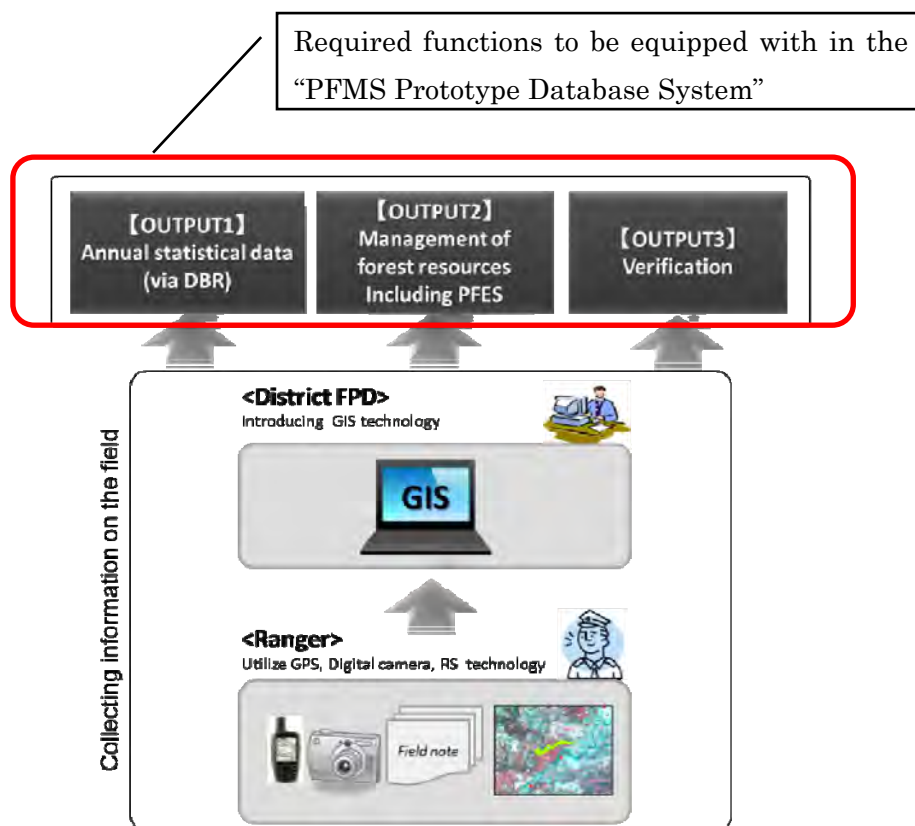 Required functions to be equipped with in the
“PFMS Prototype Database System”
【OUTPUT1】
Annual statistical data
(via DBR)
【OUTPUT2】
Management of
forest resources
Including PFES
【OUTPUT3】
Verification
Collecting information on the field
<District FPD>
Introducing GIS technology
GIS
<Ranger>
Utilize GPS, Digital camera, RS technology
Field note